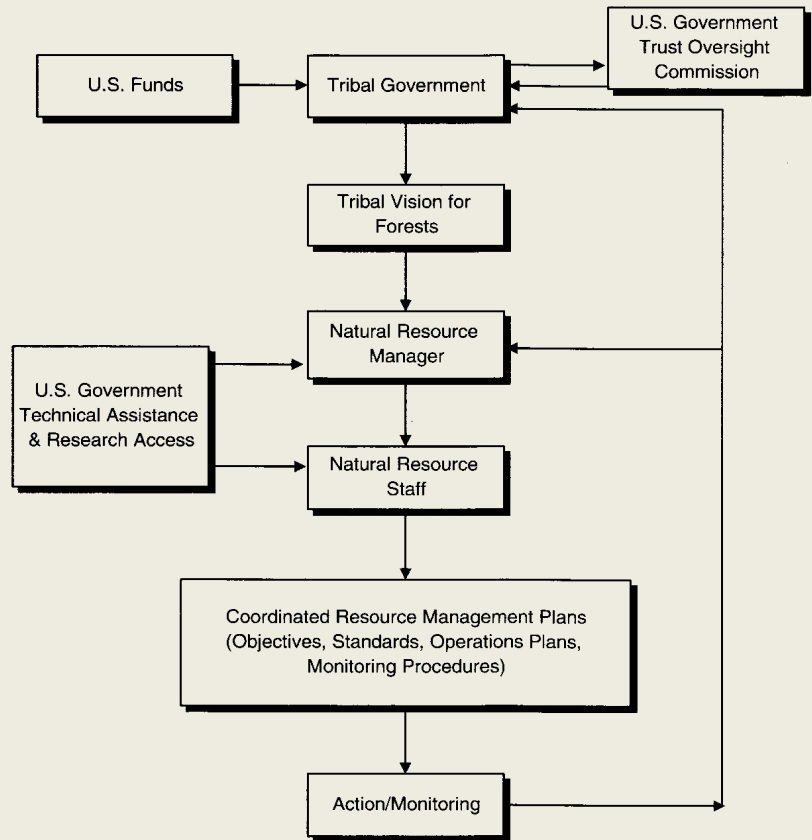 U.S. Government
Trust Oversight
Commission
U.S. Funds
Tribal Government
Tribal Vision for
Forests
Natural Resource
Manager
U.S. Government
Technical Assistance
& Research Access
Natural Resource
Staff
Coordinated Resource Management Plans
(Objectives, Standards, Operations Plans,
Monitoring Procedures)
Action/Monitoring